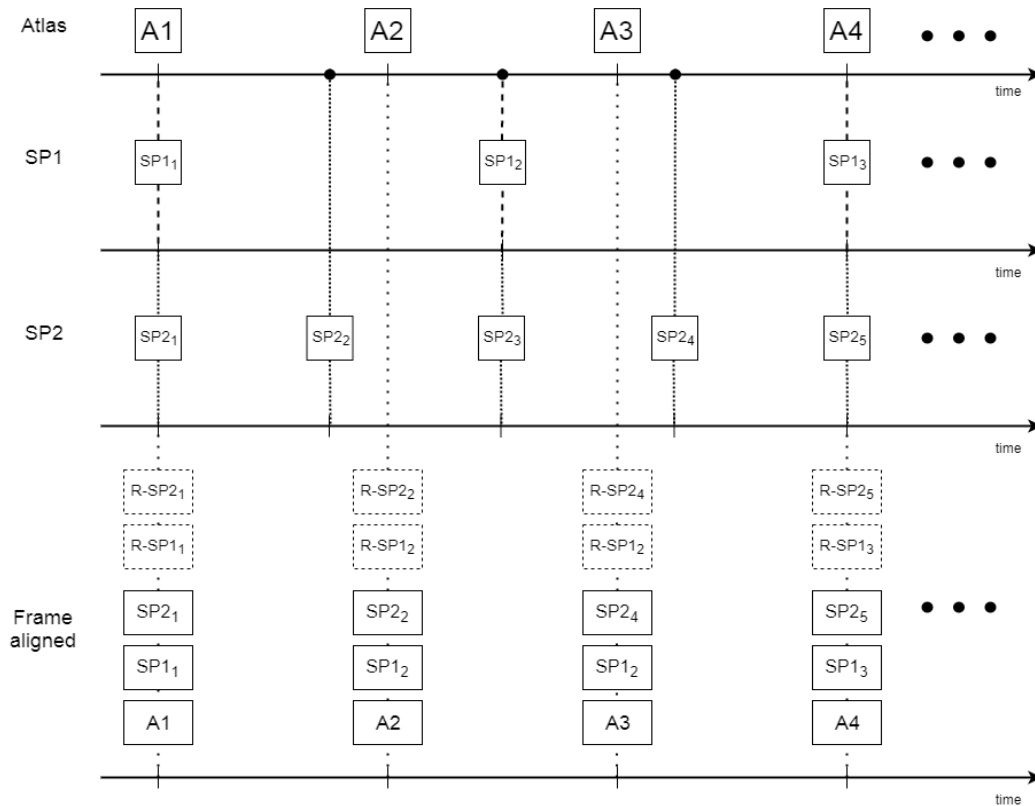 Atlas
A1
A2
A3
A4
time
SP1
SP1₁
SP1₂
SP1₃
time
SP2
SP2₁
SP2₂
SP2₃
SP2₄
SP2₅
time
R-SP2₁
R-SP2₂
R-SP2₄
R-SP2₅
R-SP1₁
R-SP1₂
R-SP1₂
R-SP1₃
Frame
aligned
SP2₁
SP2₂
SP2₄
SP2₅
SP1₁
SP1₂
SP1₂
SP1₃
A1
A2
A3
A4
time